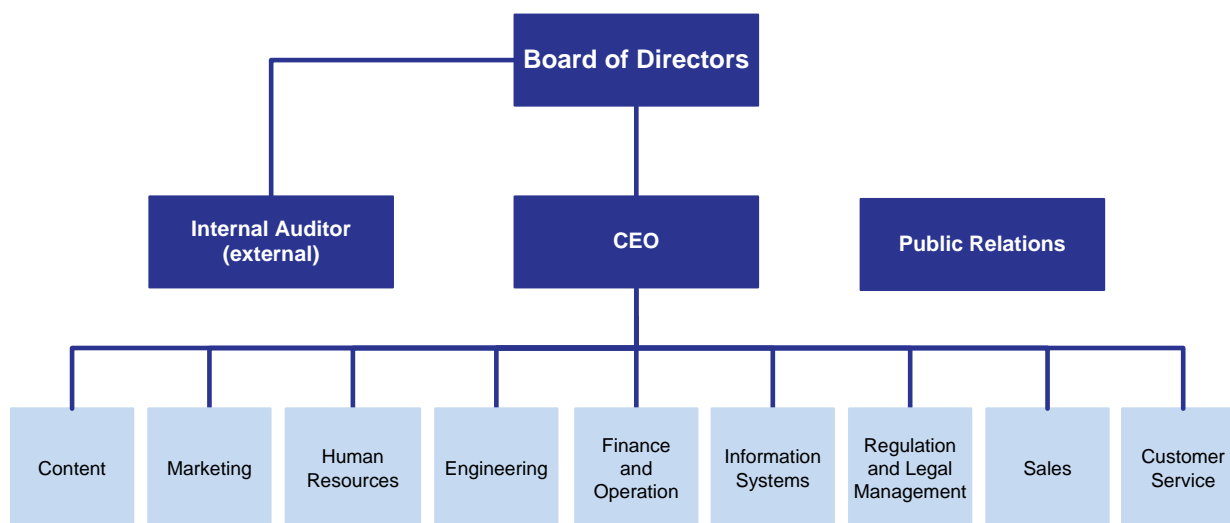 Board of Directors
Internal Auditor
(external)
CEO
Public Relations
Content
Marketing
Human
Resources
Engineering
Finance
and
Operation
Information
Systems
Regulation
and Legal
Management
Sales
Customer
Service